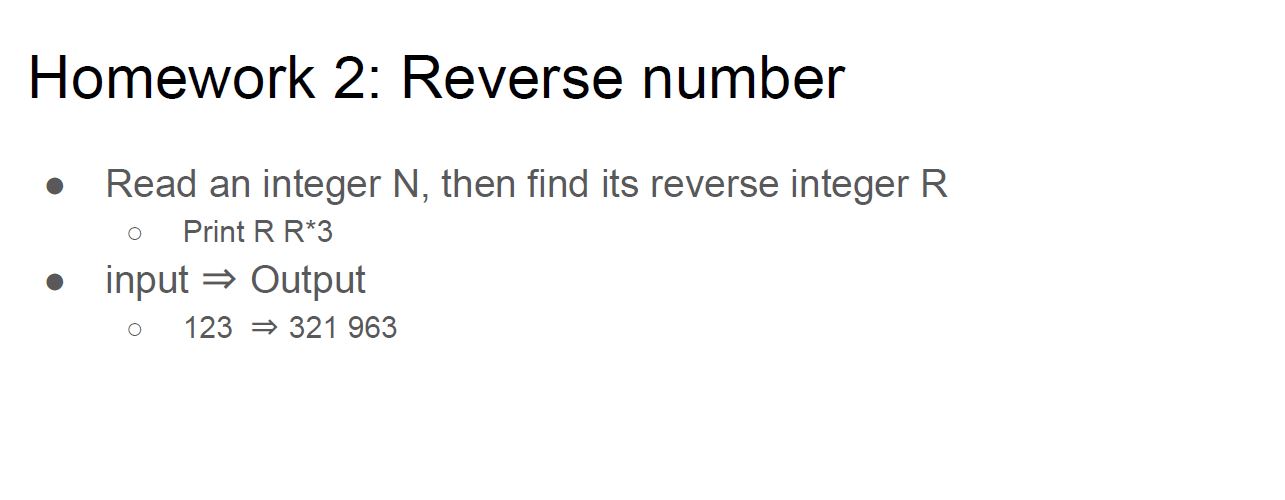 Homework 2: Reverse number
● Read an integer N, then find its reverse integer R
○ Print R R*3
● input ⇒ Output
○ 123 ⇒ 321 963